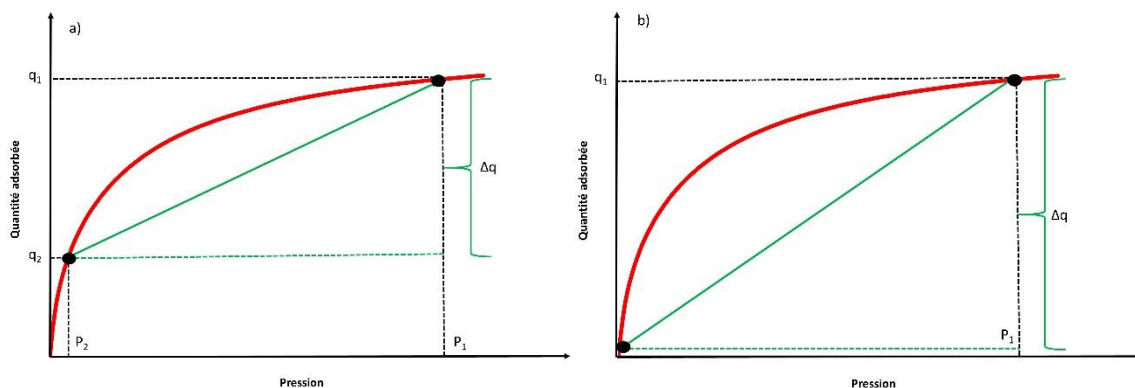 a)
q1
Quantité adsorbée
Δq
q2
P2
P1
Pression
b)
q1
Quantité adsorbée
Δq
P1
Pression